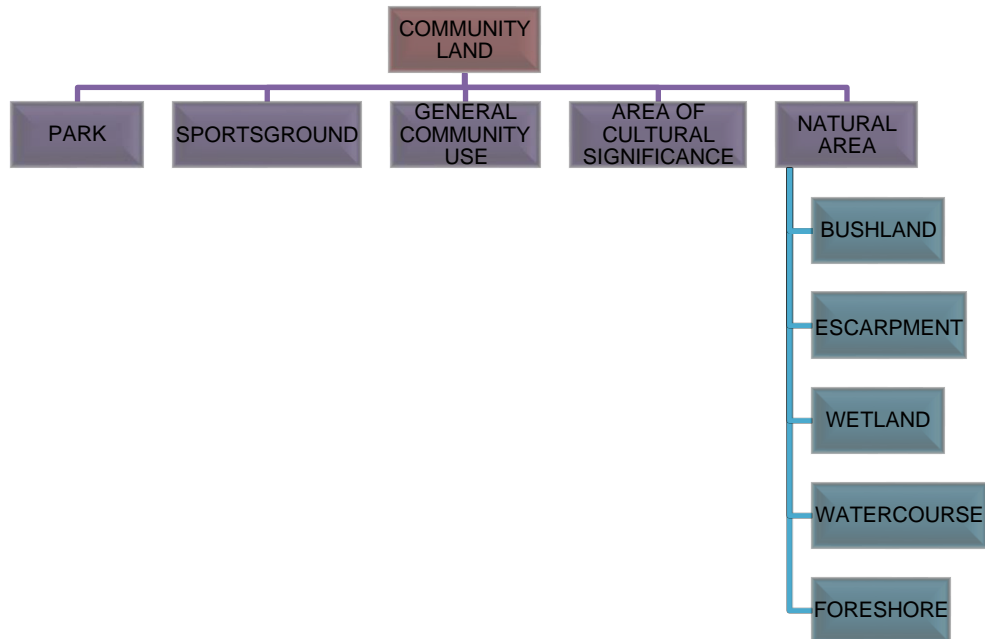 COMMUNITY
LAND
PARK
SPORTSGROUND
GENERAL
COMMUNITY
USE
AREA OF
CULTURAL
SIGNIFICANCE
NATURAL
AREA
BUSHLAND
ESCARPMENT
WETLAND
WATERCOURSE
FORESHORE